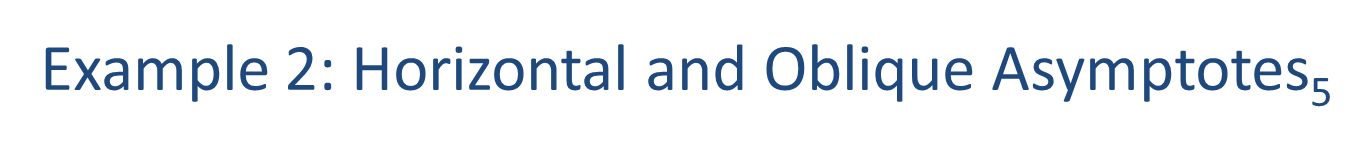 Example 2: Horizontal and Oblique Asymptotes₅